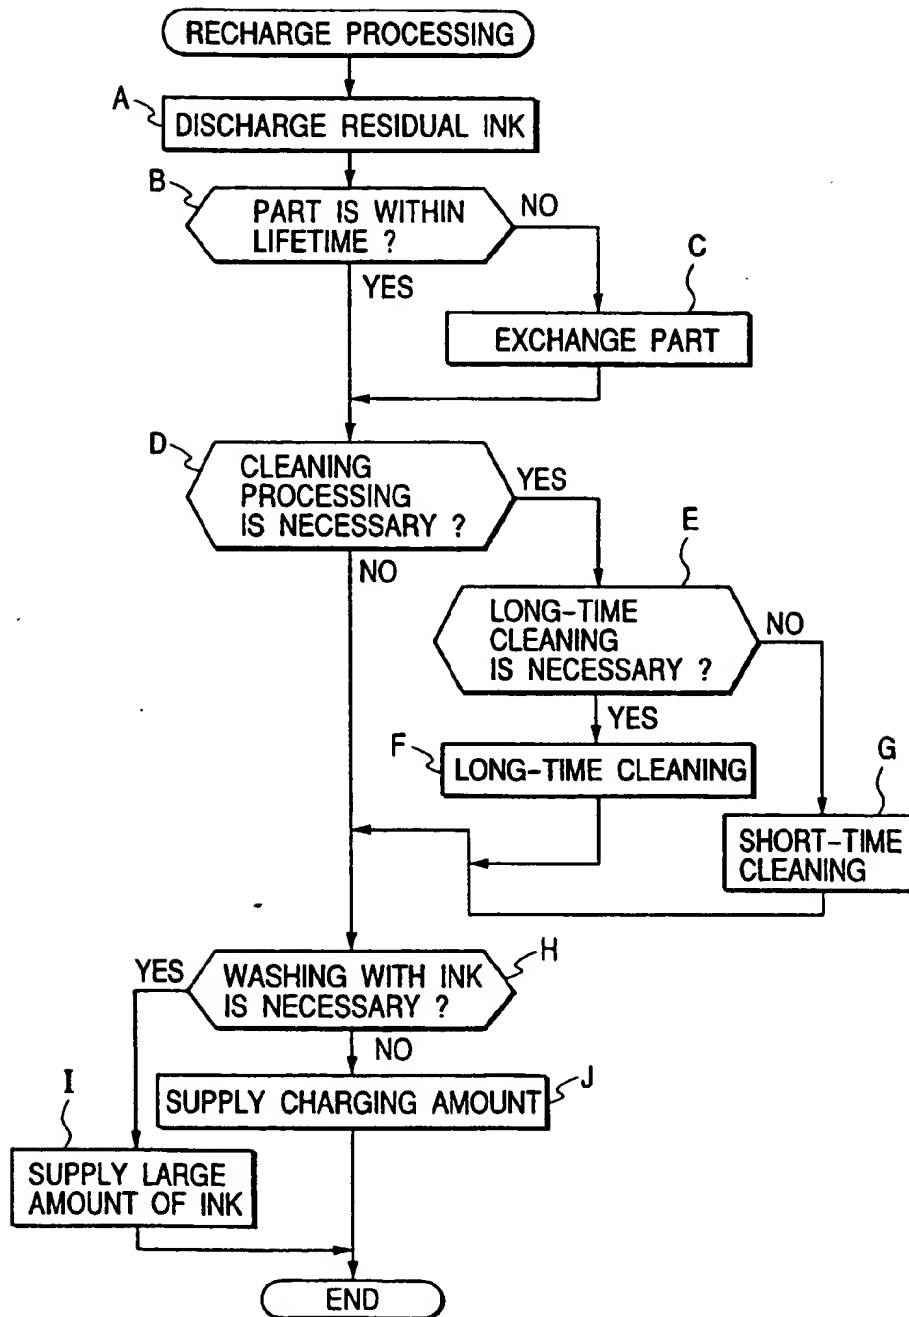 RECHARGE PROCESSING
A
DISCHARGE RESIDUAL INK
B
PART IS WITHIN
LIFETIME ?
NO
YES
C
EXCHANGE PART
D
CLEANING
PROCESSING
IS NECESSARY ?
YES
NO
E
LONG-TIME
CLEANING
IS NECESSARY ?
NO
YES
F
LONG-TIME CLEANING
G
SHORT-TIME
CLEANING
H
WASHING WITH INK
IS NECESSARY ?
YES
NO
J
SUPPLY CHARGING AMOUNT
I
SUPPLY LARGE
AMOUNT OF INK
END